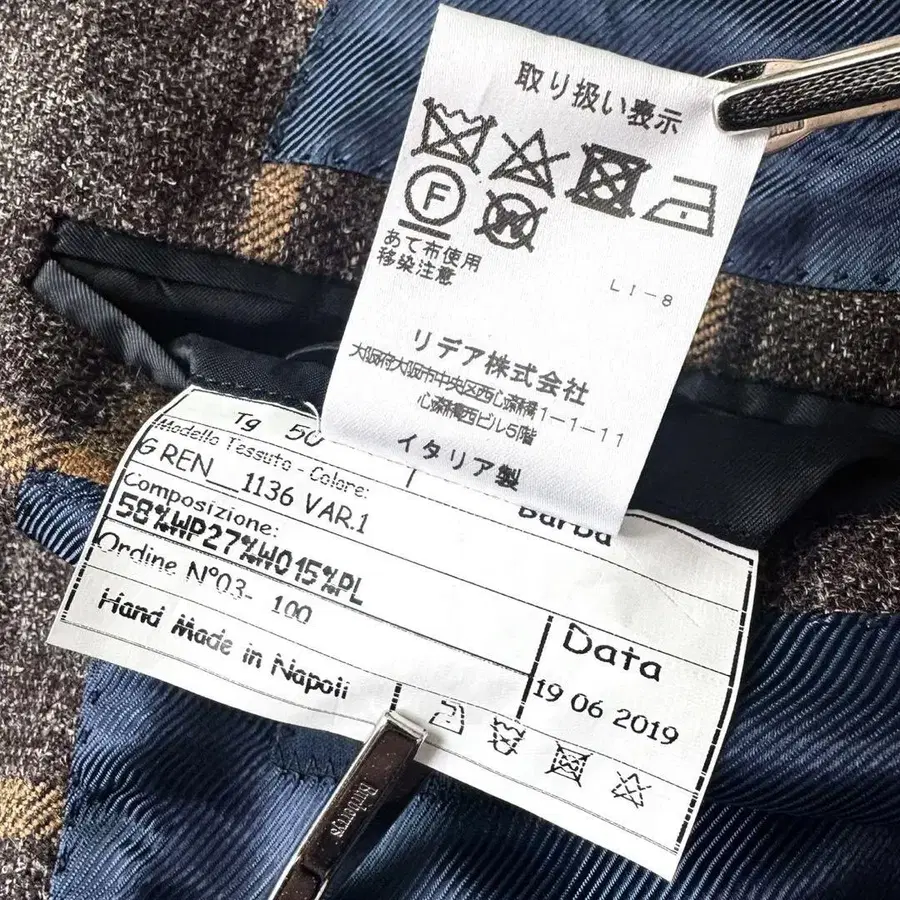 取り扱い表示
F
W
あて布使用
移染注意
LI-8
リデア株式会社
大阪府大阪市中央区西心斎橋1-1-11
心斎橋西ビル5階
イタリア製
Tg 50
Modello Tessuto - Colore:
G REN__1136 VAR.1
Barba
Composizione:
58%WP27%WO15%PL
Ordine N°03- 100
Hand Made in Napoli
Data
19 06 2019